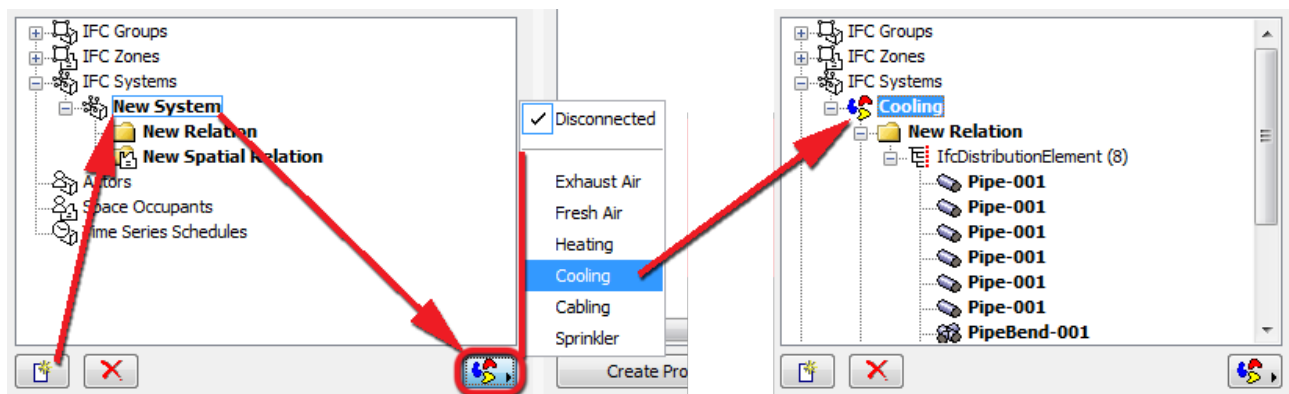 IFC Groups
IFC Zones
IFC Systems
New System
New Relation
New Spatial Relation
Actors
Space Occupants
Time Series Schedules
Disconnected
Exhaust Air
Fresh Air
Heating
Cooling
Cabling
Sprinkler
Create Pro
IFC Groups
IFC Zones
IFC Systems
Cooling
New Relation
IfcDistributionElement (8)
Pipe-001
Pipe-001
Pipe-001
Pipe-001
Pipe-001
Pipe-001
PipeBend-001